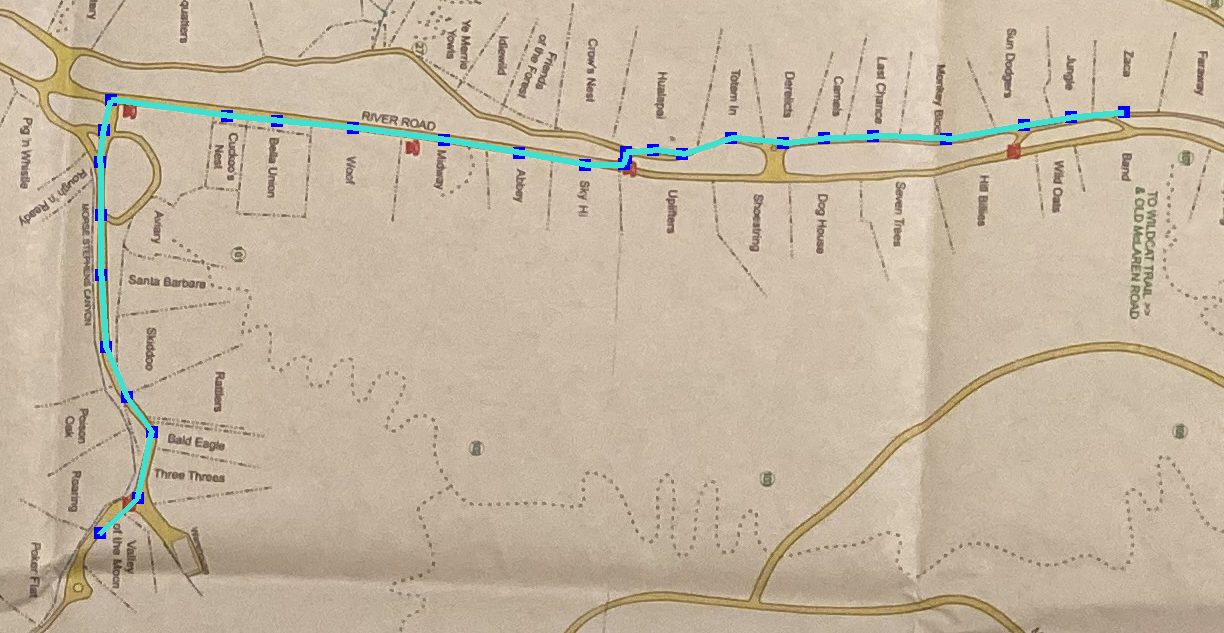 Ye Merrie
Yowls
Idlewild
Friends
of the Forest
Crow's Nest
Hualapai
Totem In
Derelicts
Camels
Last Chance
Monkey Block
Sun Dodgers
Jungle
Zaca
Faraway
27
RIVER ROAD
Pig 'n Whistle
Rough 'n Ready
Cuckoo's
Nest
Bella Union
Woof
Midway
Abbey
Sky Hi
Uplifters
Shoestring
Dog House
Seven Trees
Hill Billies
Wild Oats
Band
TO WILDCAT TRAIL >>
& OLD McLAREN ROAD
MORSE STEPHENS CANYON
Aviary
101
Santa Barbara
Skiddoo
Rattlers
Poison
Oak
Bald Eagle
Three Threes
Roaring
Valley
of the Moon
Poker Flat
103